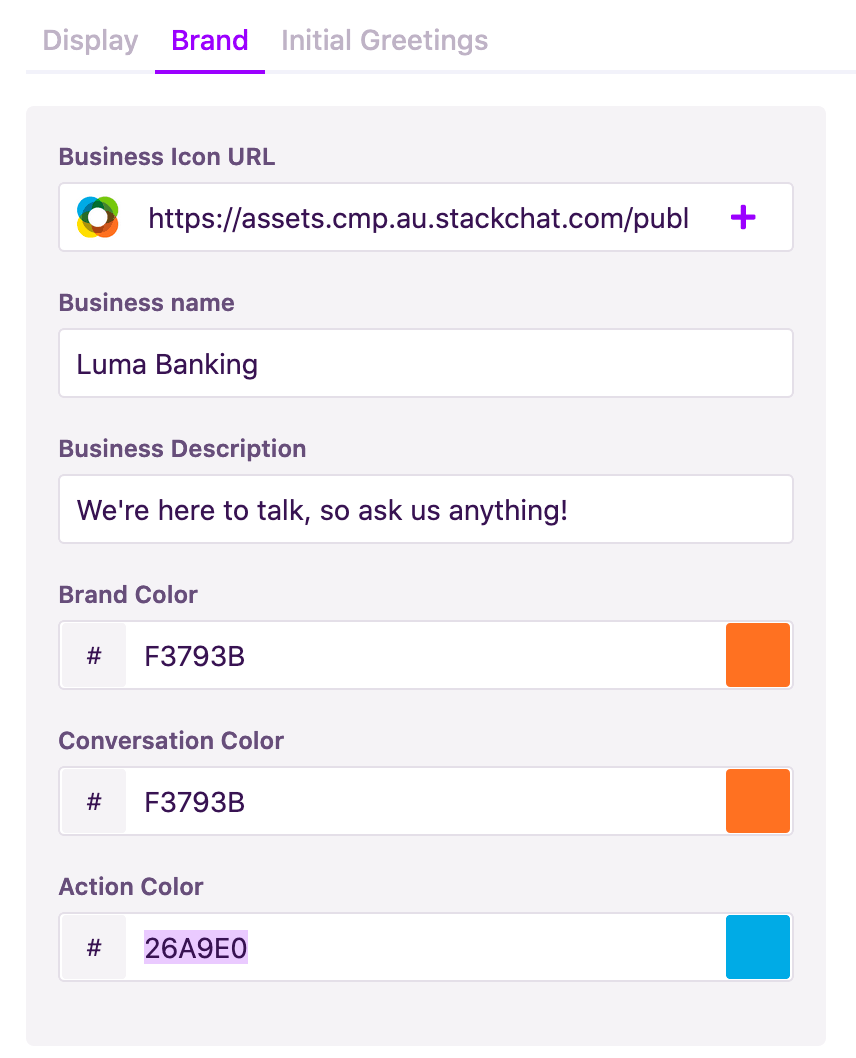 Display Brand Initial Greetings
Business Icon URL
https://assets.cmp.au.stackchat.com/publ +
Business name
Luma Banking
Business Description
We're here to talk, so ask us anything!
Brand Color
# F3793B
Conversation Color
# F3793B
Action Color
# 26A9E0